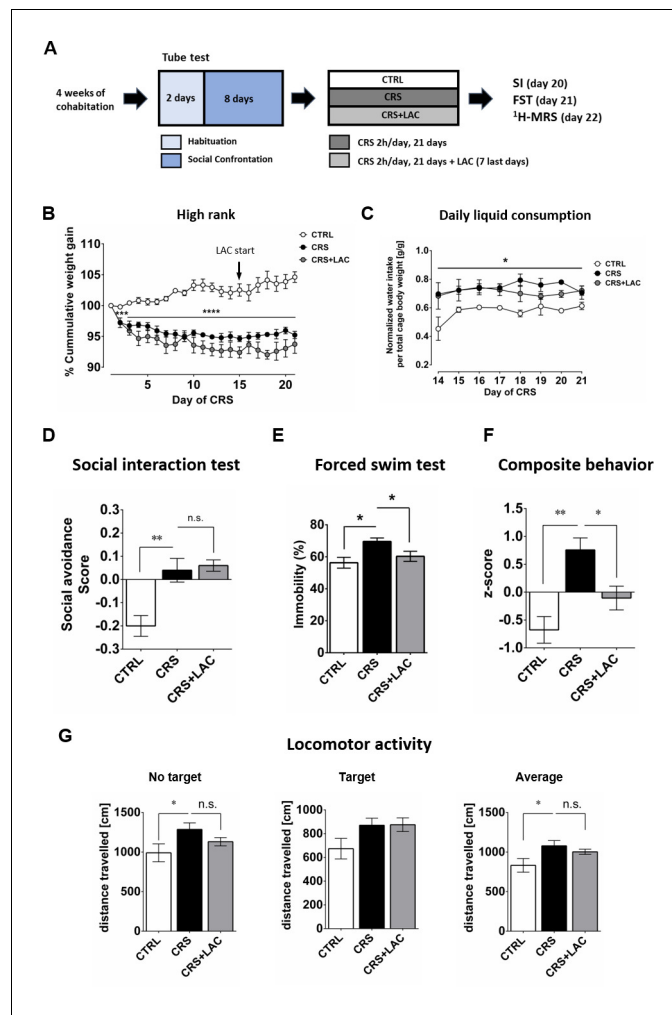 A
Tube test
4 weeks of
cohabitation
2 days
8 days
Habituation
Social Confrontation
CTRL
CRS
CRS+LAC
CRS 2h/day, 21 days
CRS 2h/day, 21 days + LAC (7 last days)
SI (day 20)
FST (day 21)
¹H-MRS (day 22)
B
High rank
% Cummulative weight gain
110
105
100
95
90
LAC start
***
****
CTRL
CRS
CRS+LAC
5
10
15
20
Day of CRS
C
Daily liquid consumption
Normalized water intake
per total cage body weight [g/g]
1.0
0.8
0.6
0.4
0.2
*
CTRL
CRS
CRS+LAC
14
15
16
17
18
19
20
21
Day of CRS
D
Social interaction test
Social avoidance
Score
0.3
0.2
0.1
0.0
-0.1
-0.2
-0.3
**
n.s.
CTRL
CRS
CRS+LAC
E
Forced swim test
Immobility (%)
80
60
40
20
0
*
*
CTRL
CRS
CRS+LAC
F
Composite behavior
z-score
1.5
1.0
0.5
0.0
-0.5
-1.0
**
*
CTRL
CRS
CRS+LAC
G
Locomotor activity
No target
distance travelled [cm]
1500
1000
500
0
*
n.s.
CTRL
CRS
CRS+LAC
Target
distance travelled [cm]
1000
800
600
400
200
0
CTRL
CRS
CRS+LAC
Average
distance travelled [cm]
1500
1000
500
0
*
n.s.
CTRL
CRS
CRS+LAC